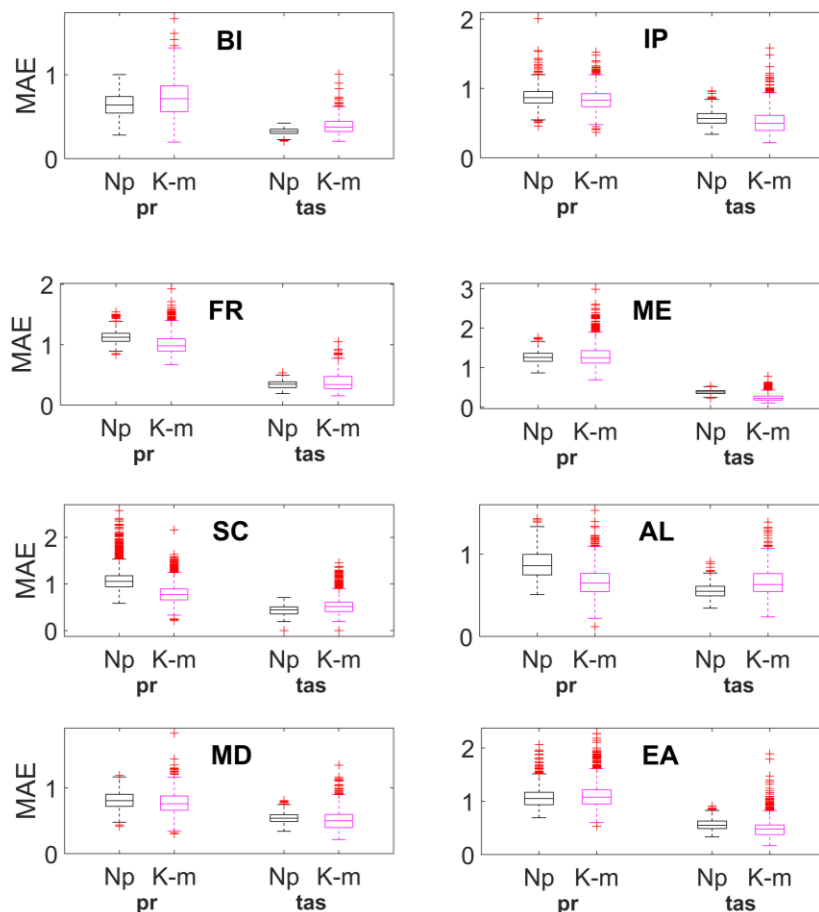 BI
MAE
1
0
Np K-m Np K-m
pr tas
IP
2
1
0
Np K-m Np K-m
pr tas
FR
MAE
2
1
0
Np K-m Np K-m
pr tas
ME
3
2
1
0
Np K-m Np K-m
pr tas
SC
MAE
2
1
0
Np K-m Np K-m
pr tas
AL
1
0
Np K-m Np K-m
pr tas
MD
MAE
1
0
Np K-m Np K-m
pr tas
EA
2
1
0
Np K-m Np K-m
pr tas